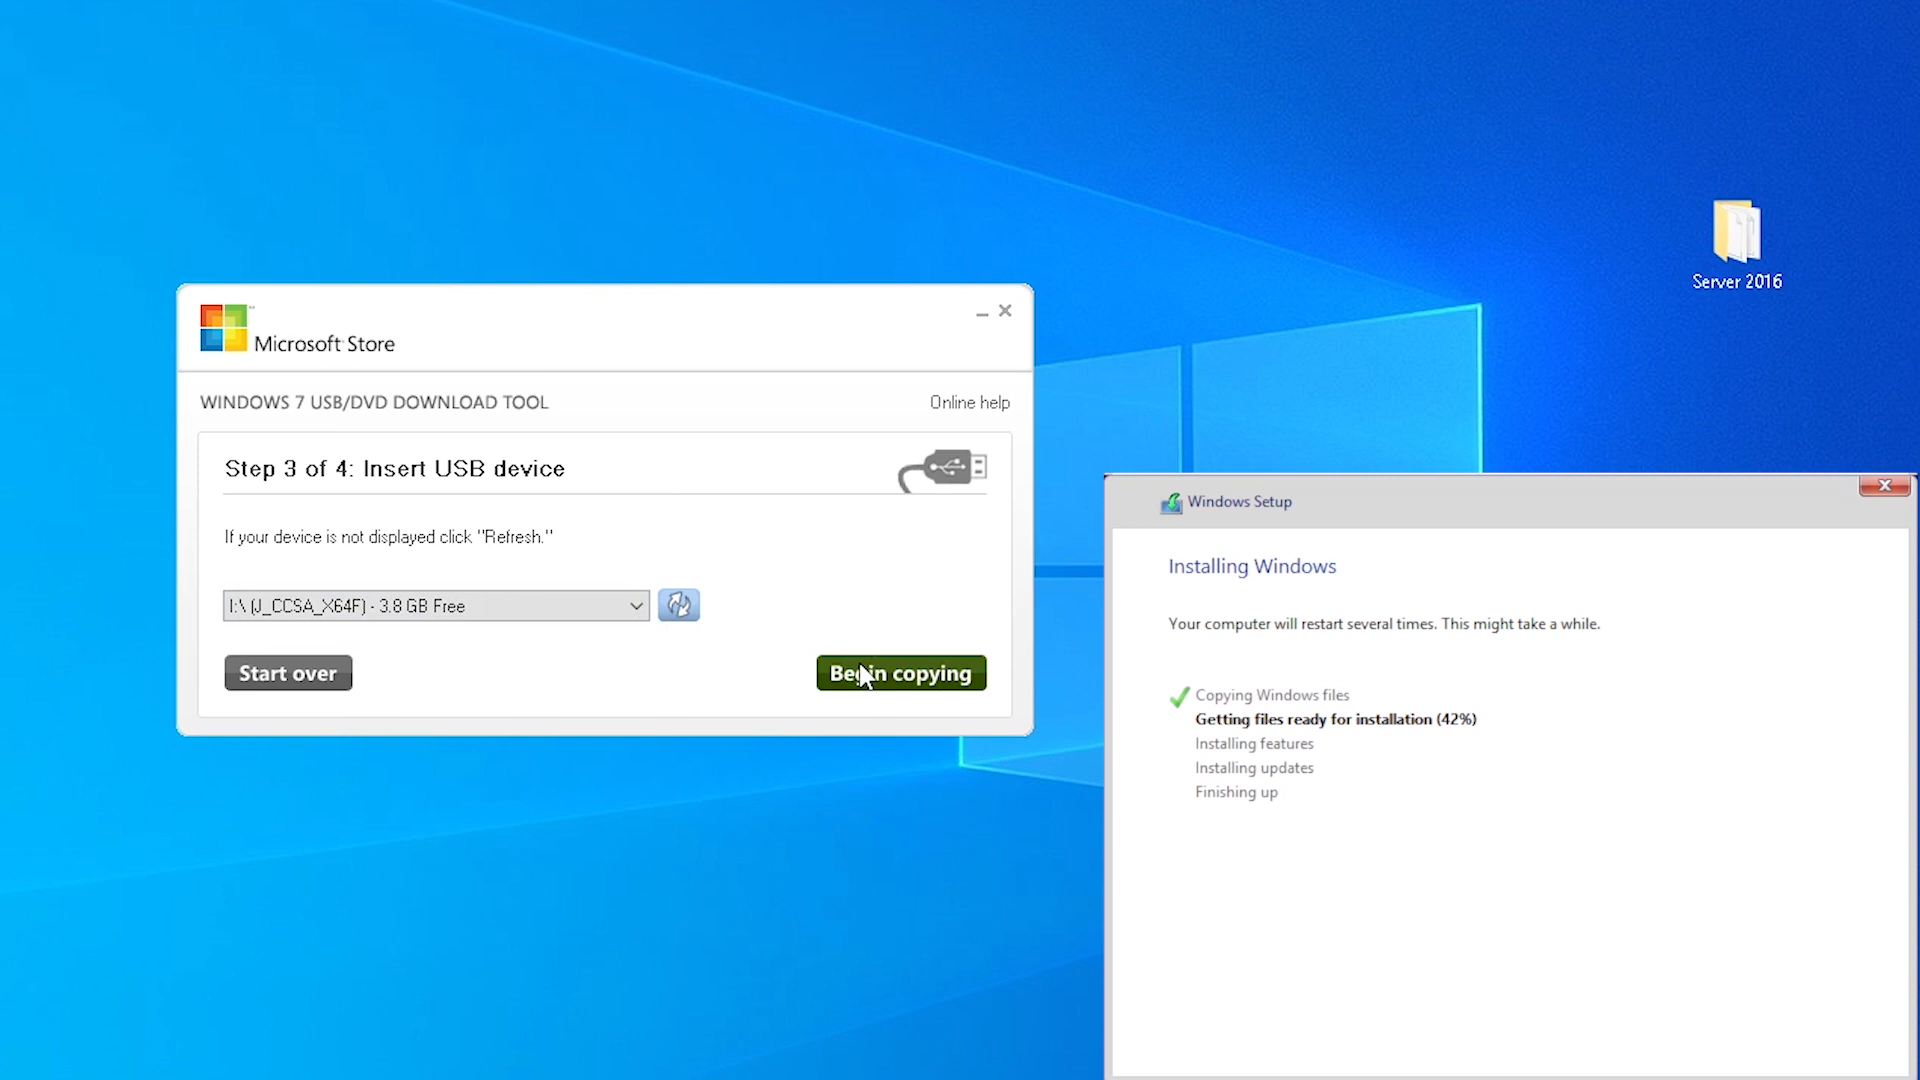 Server 2016
Microsoft Store
WINDOWS 7 USB/DVD DOWNLOAD TOOL
Online help
Step 3 of 4: Insert USB device
If your device is not displayed click "Refresh."
I:\ (J_CCSA_X64F) - 3.8 GB Free
Start over
Begin copying
Windows Setup
Installing Windows
Your computer will restart several times. This might take a while.
Copying Windows files
Getting files ready for installation (42%)
Installing features
Installing updates
Finishing up